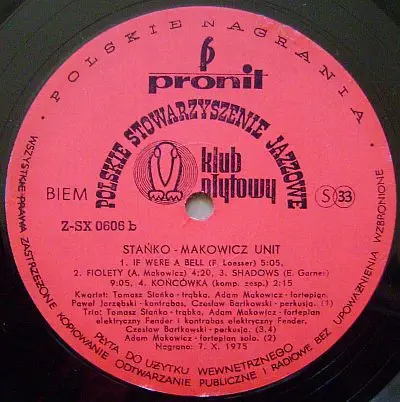 · POLSKIE NAGRANIA ·
pronit
POLSKIE STOWARZYSZENIE JAZZOWE
klub
płytowy
BIEM
S 33
Z-SX 0606 b
STAŃKO - MAKOWICZ UNIT
1. IF WERE A BELL (F. Loesser) 5:05,
2. FIOLETY (A. Makowicz) 4:20, 3. SHADOWS (E. Garner)
9:05, 4. KOŃCÓWKA (komp. zesp.) 2:15
Kwartet: Tomasz Stańko - trąbka, Adam Makowicz - fortepian,
Paweł Jarzębski - kontrabas, Czesław Bartkowski - perkusja. (1)
Trio: Tomasz Stańko - trąbka, Adam Makowicz - fortepian
elektryczny Fender i kontrabas elektryczny Fender,
Czesław Bartkowski - perkusja. (3,4)
Adam Makowicz - fortepian solo. (2)
Nagrano: 7. X. 1975
PŁYTA DO UŻYTKU WEWNĘTRZNEGO
WSZYSTKIE PRAWA ZASTRZEŻONE KOPIOWANIE ODTWARZANIE PUBLICZNE I RADIOWE BEZ UPOWAŻNIENIA WZBRONIONE